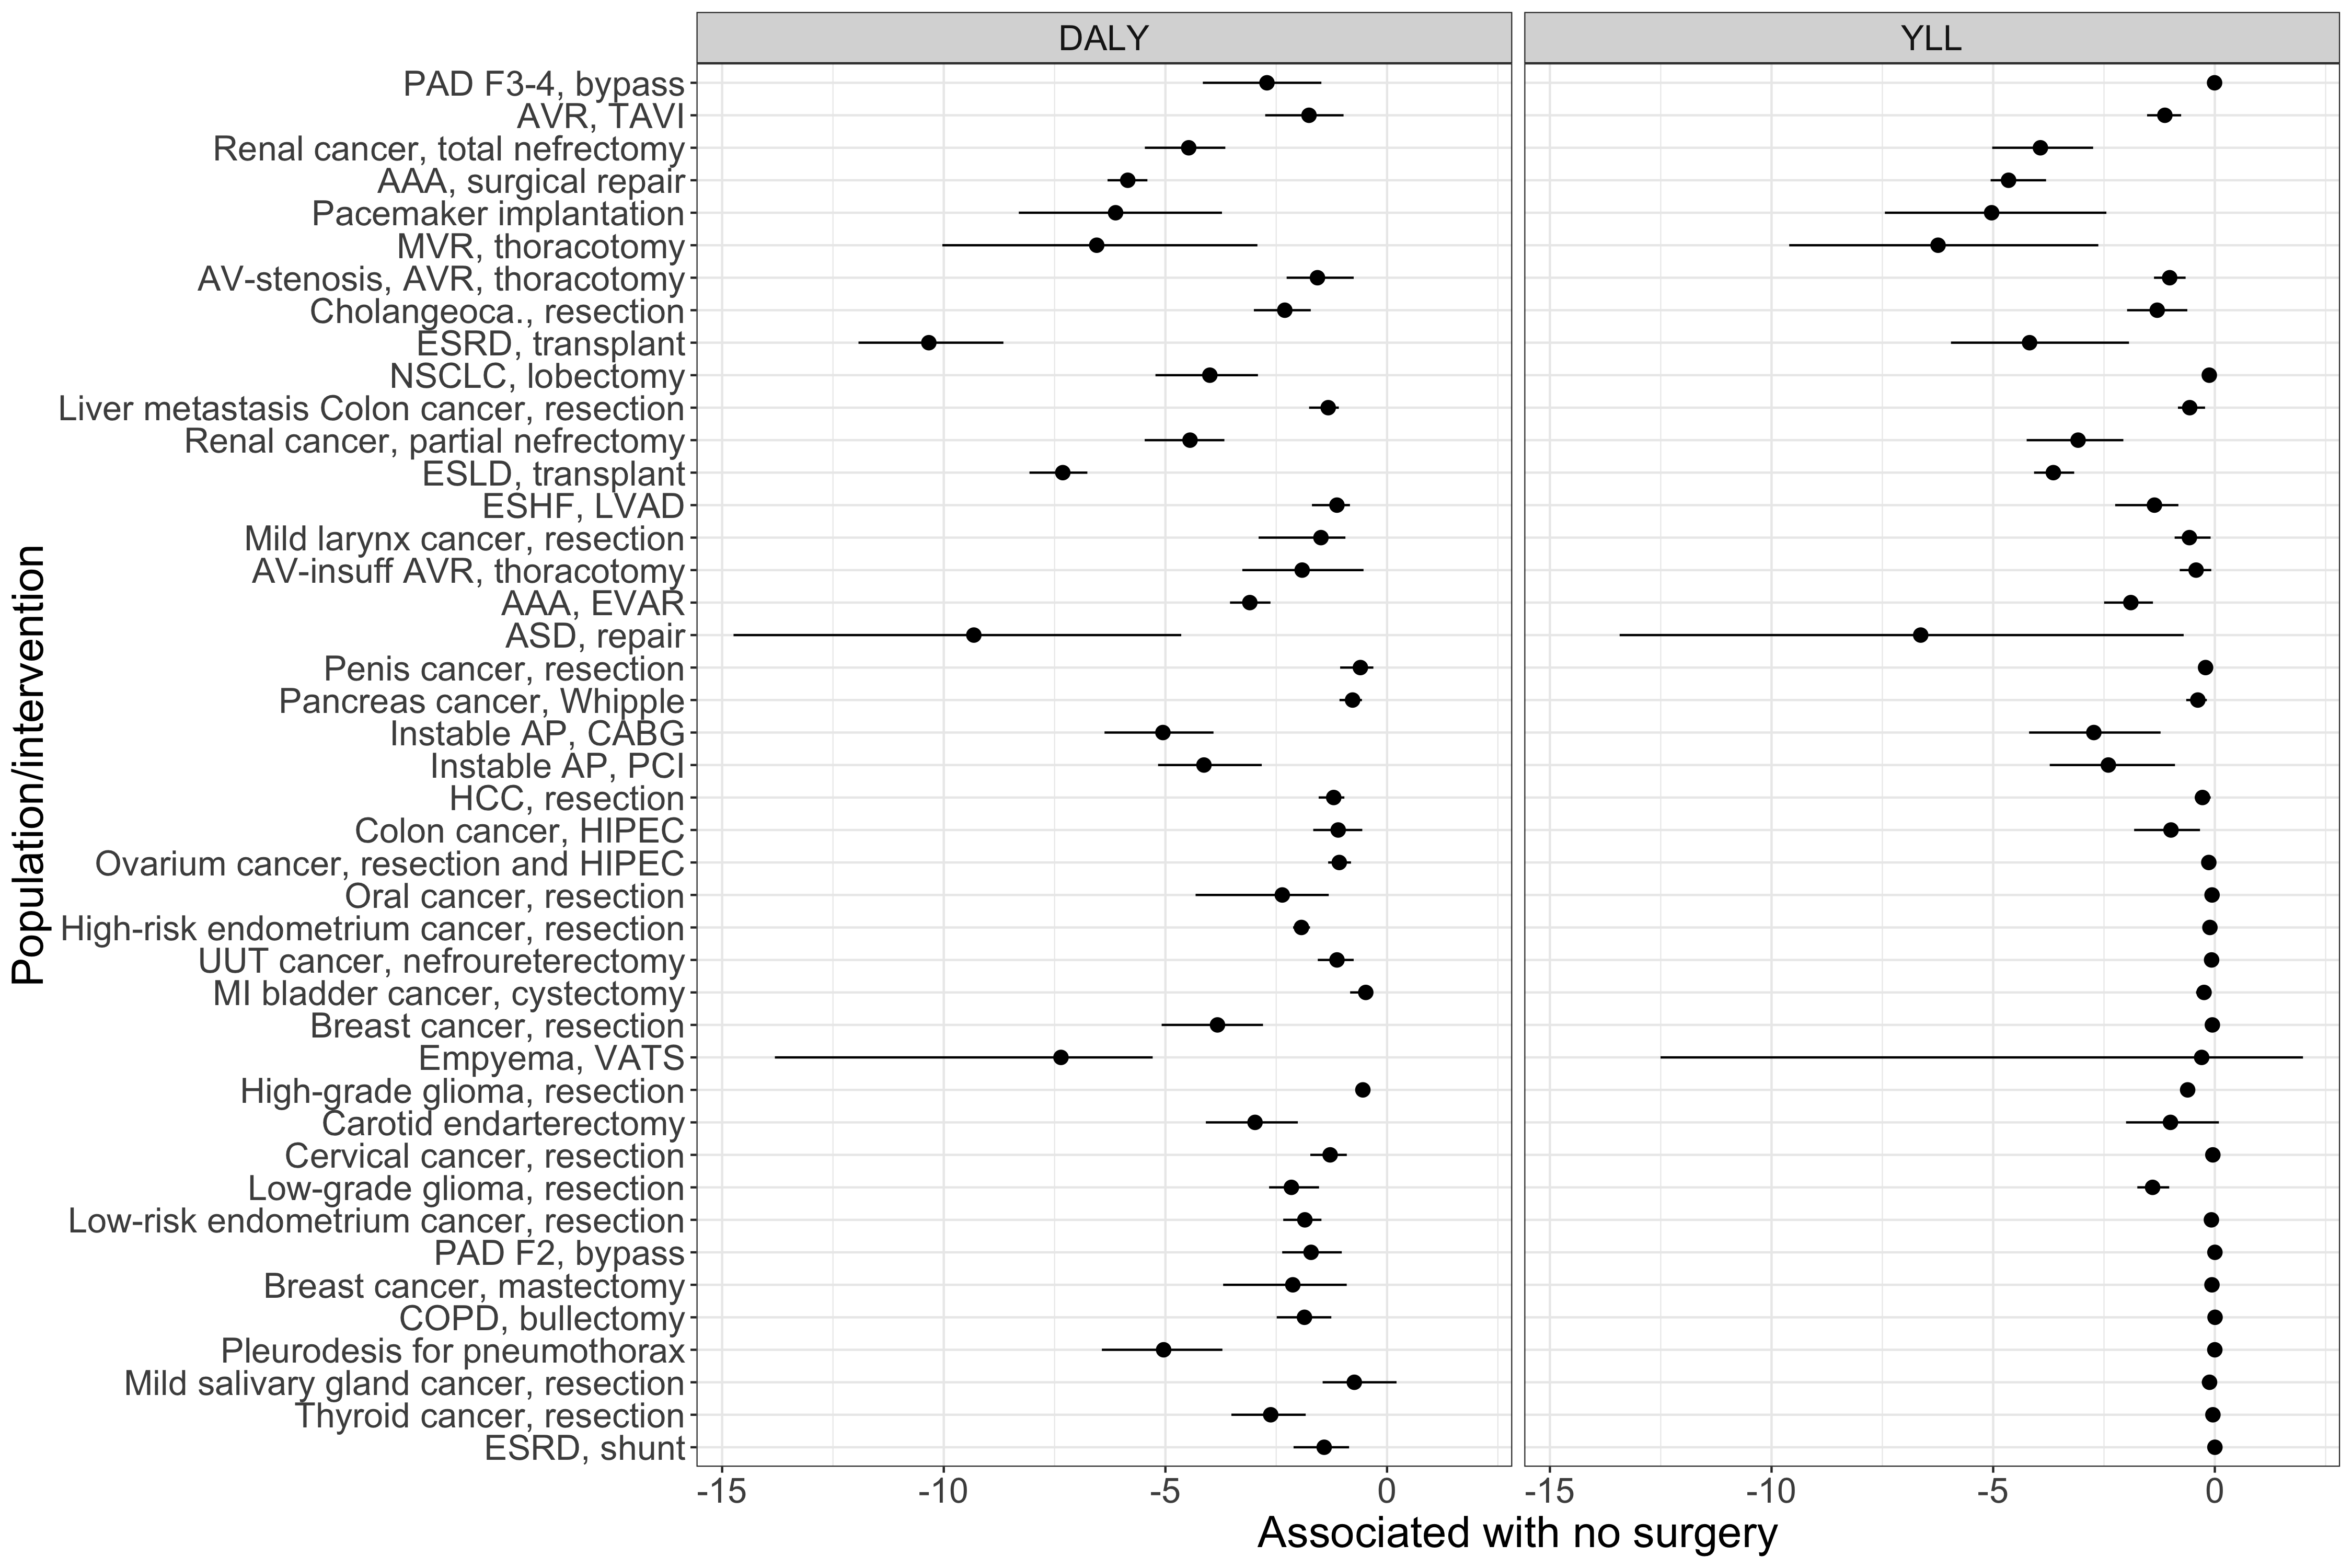 DALY
YLL
Population/intervention
PAD F3-4, bypass
AVR, TAVI
Renal cancer, total nefrectomy
AAA, surgical repair
Pacemaker implantation
MVR, thoracotomy
AV-stenosis, AVR, thoracotomy
Cholangeoca., resection
ESRD, transplant
NSCLC, lobectomy
Liver metastasis Colon cancer, resection
Renal cancer, partial nefrectomy
ESLD, transplant
ESHF, LVAD
Mild larynx cancer, resection
AV-insuff AVR, thoracotomy
AAA, EVAR
ASD, repair
Penis cancer, resection
Pancreas cancer, Whipple
Instable AP, CABG
Instable AP, PCI
HCC, resection
Colon cancer, HIPEC
Ovarium cancer, resection and HIPEC
Oral cancer, resection
High-risk endometrium cancer, resection
UUT cancer, nefroureterectomy
MI bladder cancer, cystectomy
Breast cancer, resection
Empyema, VATS
High-grade glioma, resection
Carotid endarterectomy
Cervical cancer, resection
Low-grade glioma, resection
Low-risk endometrium cancer, resection
PAD F2, bypass
Breast cancer, mastectomy
COPD, bullectomy
Pleurodesis for pneumothorax
Mild salivary gland cancer, resection
Thyroid cancer, resection
ESRD, shunt
-15 -10 -5 0 -15 -10 -5 0
Associated with no surgery